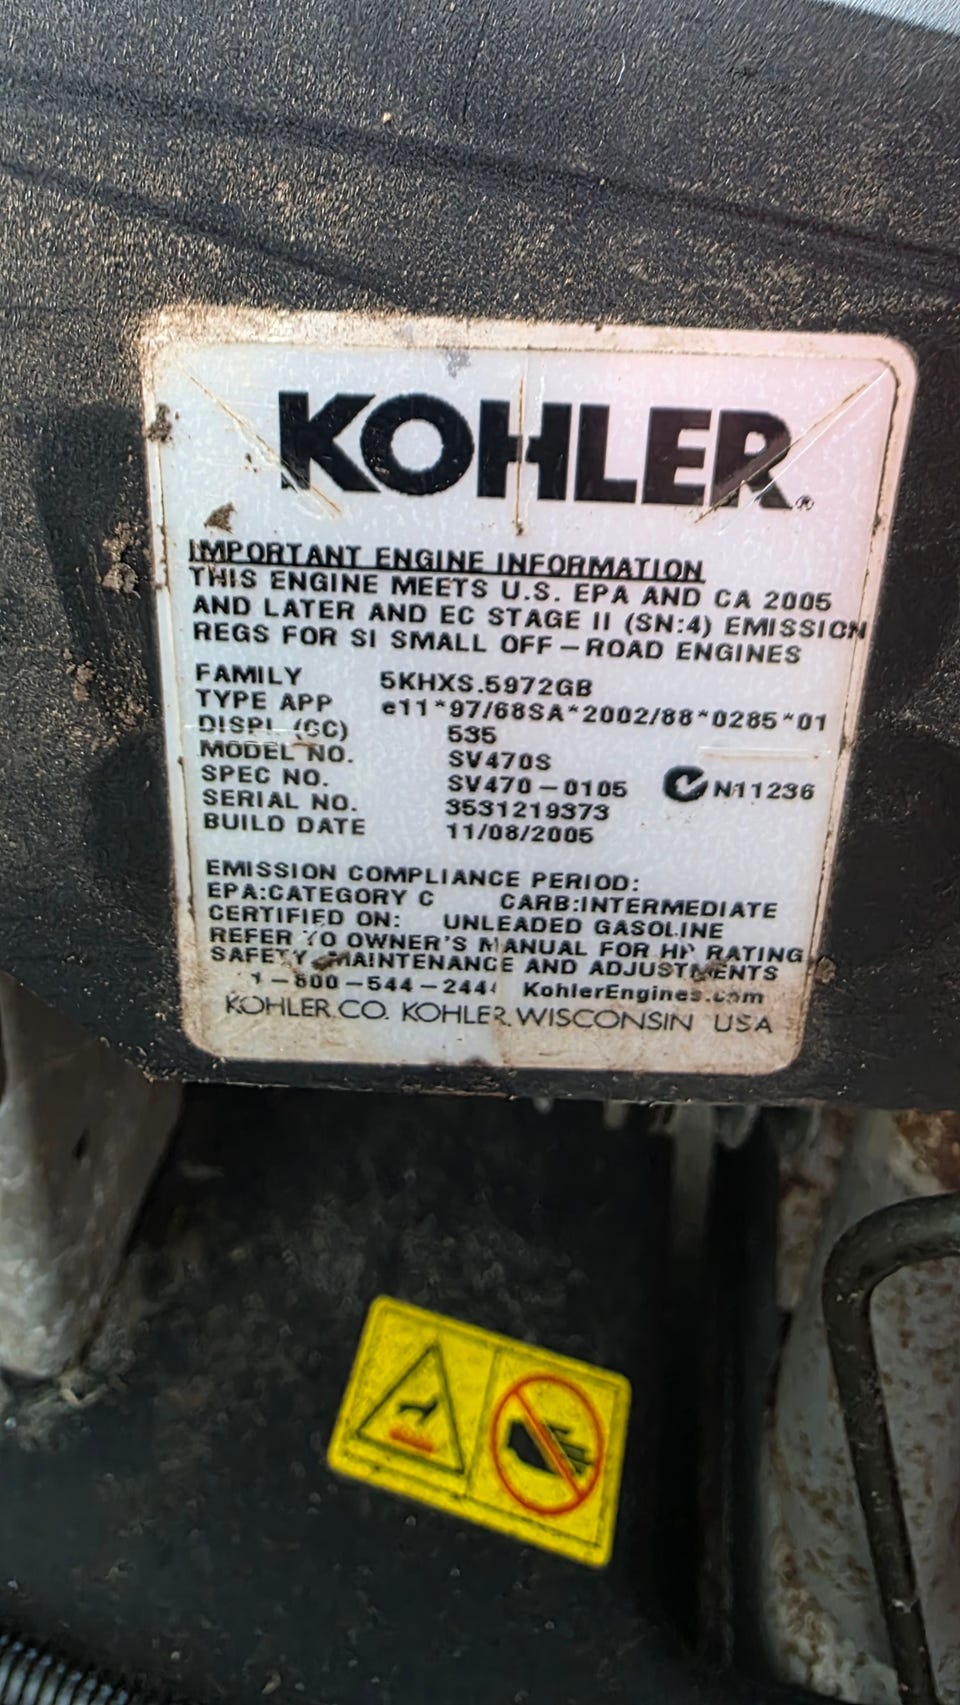 KOHLER®
IMPORTANT ENGINE INFORMATION
THIS ENGINE MEETS U.S. EPA AND CA 2005
AND LATER AND EC STAGE II (SN:4) EMISSION
REGS FOR SI SMALL OFF-ROAD ENGINES
FAMILY 5KHXS.5972GB
TYPE APP e11*97/68SA*2002/88*0285*01
DISPL (CC) 535
MODEL NO. SV470S
SPEC NO. SV470-0105 N11236
SERIAL NO. 3531219373
BUILD DATE 11/08/2005
EMISSION COMPLIANCE PERIOD:
EPA:CATEGORY C CARB:INTERMEDIATE
CERTIFIED ON: UNLEADED GASOLINE
REFER TO OWNER'S MANUAL FOR HP RATING
SAFETY, MAINTENANCE AND ADJUSTMENTS
KohlerEngines.com
KOHLER CO. KOHLER, WISCONSIN USA